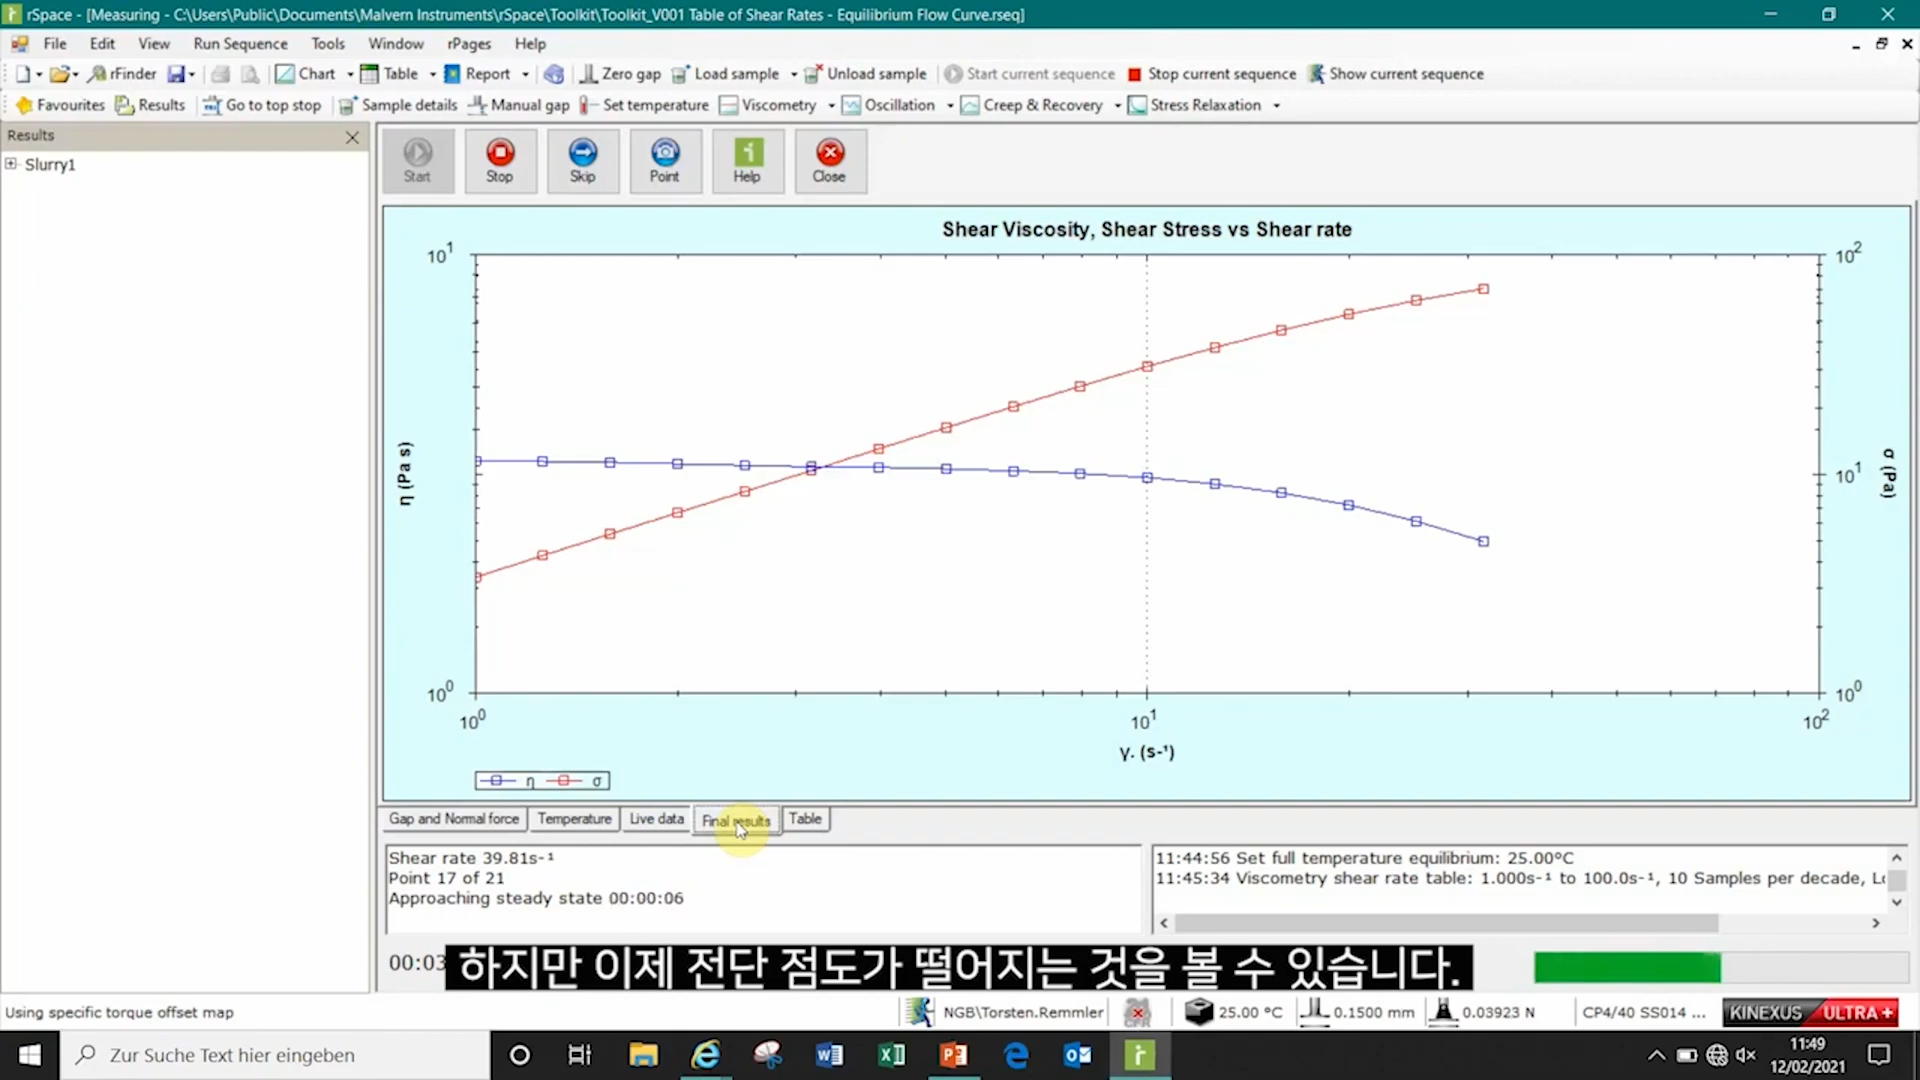 rSpace - [Measuring - C:\Users\Public\Documents\Malvern Instruments\rSpace\Toolkit\Toolkit_V001 Table of Shear Rates - Equilibrium Flow Curve.rseq]
File Edit View Run Sequence Tools Window rPages Help
rFinder Chart Table Report Zero gap Load sample Unload sample Start current sequence Stop current sequence Show current sequence
Favourites Results Go to top stop Sample details Manual gap Set temperature Viscometry Oscillation Creep & Recovery Stress Relaxation
Results
Slurry1
Start Stop Skip Point Help Close
Shear Viscosity, Shear Stress vs Shear rate
10¹ 10²
η (Pa s)
10¹
σ (Pa)
10⁰ 10⁰
10⁰ 10¹ 10²
γ. (s-¹)
η σ
Gap and Normal force Temperature Live data Final results Table
Shear rate 39.81s-¹
Point 17 of 21
Approaching steady state 00:00:06
11:44:56 Set full temperature equilibrium: 25.00°C
11:45:34 Viscometry shear rate table: 1.000s-¹ to 100.0s-¹, 10 Samples per decade,
00:03
하지만 이제 전단 점도가 떨어지는 것을 볼 수 있습니다.
Using specific torque offset map
NGB\Torsten.Remmler 25.00 °C 0.1500 mm 0.03923 N CP4/40 SS014 ... KINEXUS ULTRA+
Zur Suche Text hier eingeben
11:49
12/02/2021